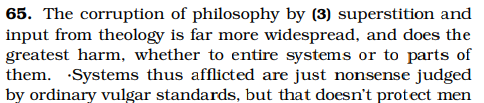 65. The corruption of philosophy by (3) superstition and
input from theology is far more widespread, and does the
greatest harm, whether to entire systems or to parts of
them. ·Systems thus afflicted are just nonsense judged
by ordinary vulgar standards, but that doesn't protect men